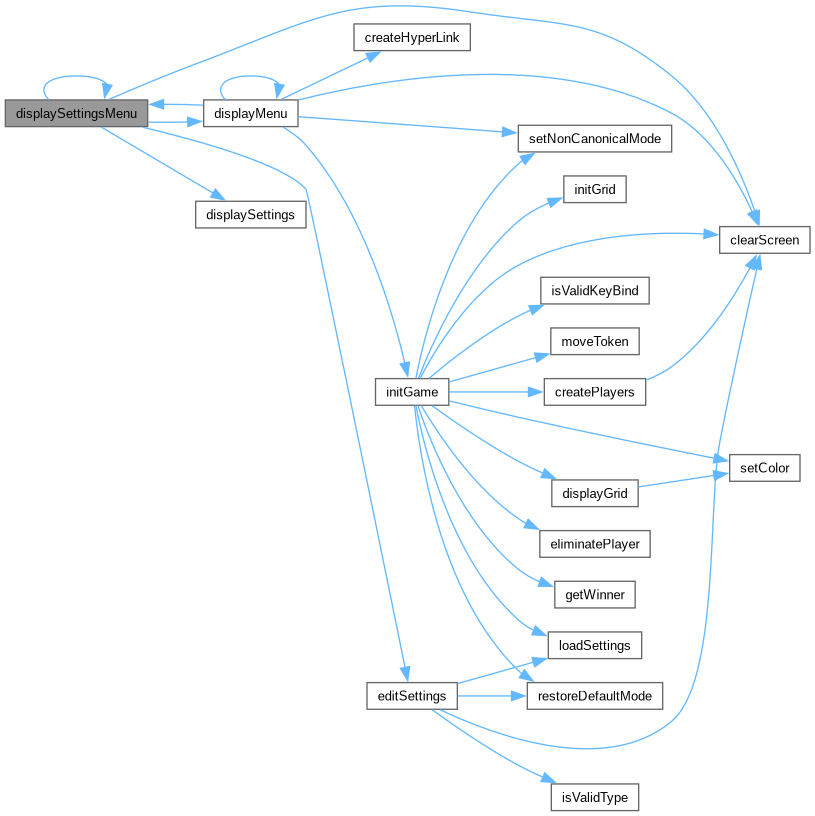 createHyperLink
displaySettingsMenu
displayMenu
setNonCanonicalMode
initGrid
displaySettings
clearScreen
isValidKeyBind
moveToken
initGame
createPlayers
setColor
displayGrid
eliminatePlayer
getWinner
loadSettings
editSettings
restoreDefaultMode
isValidType